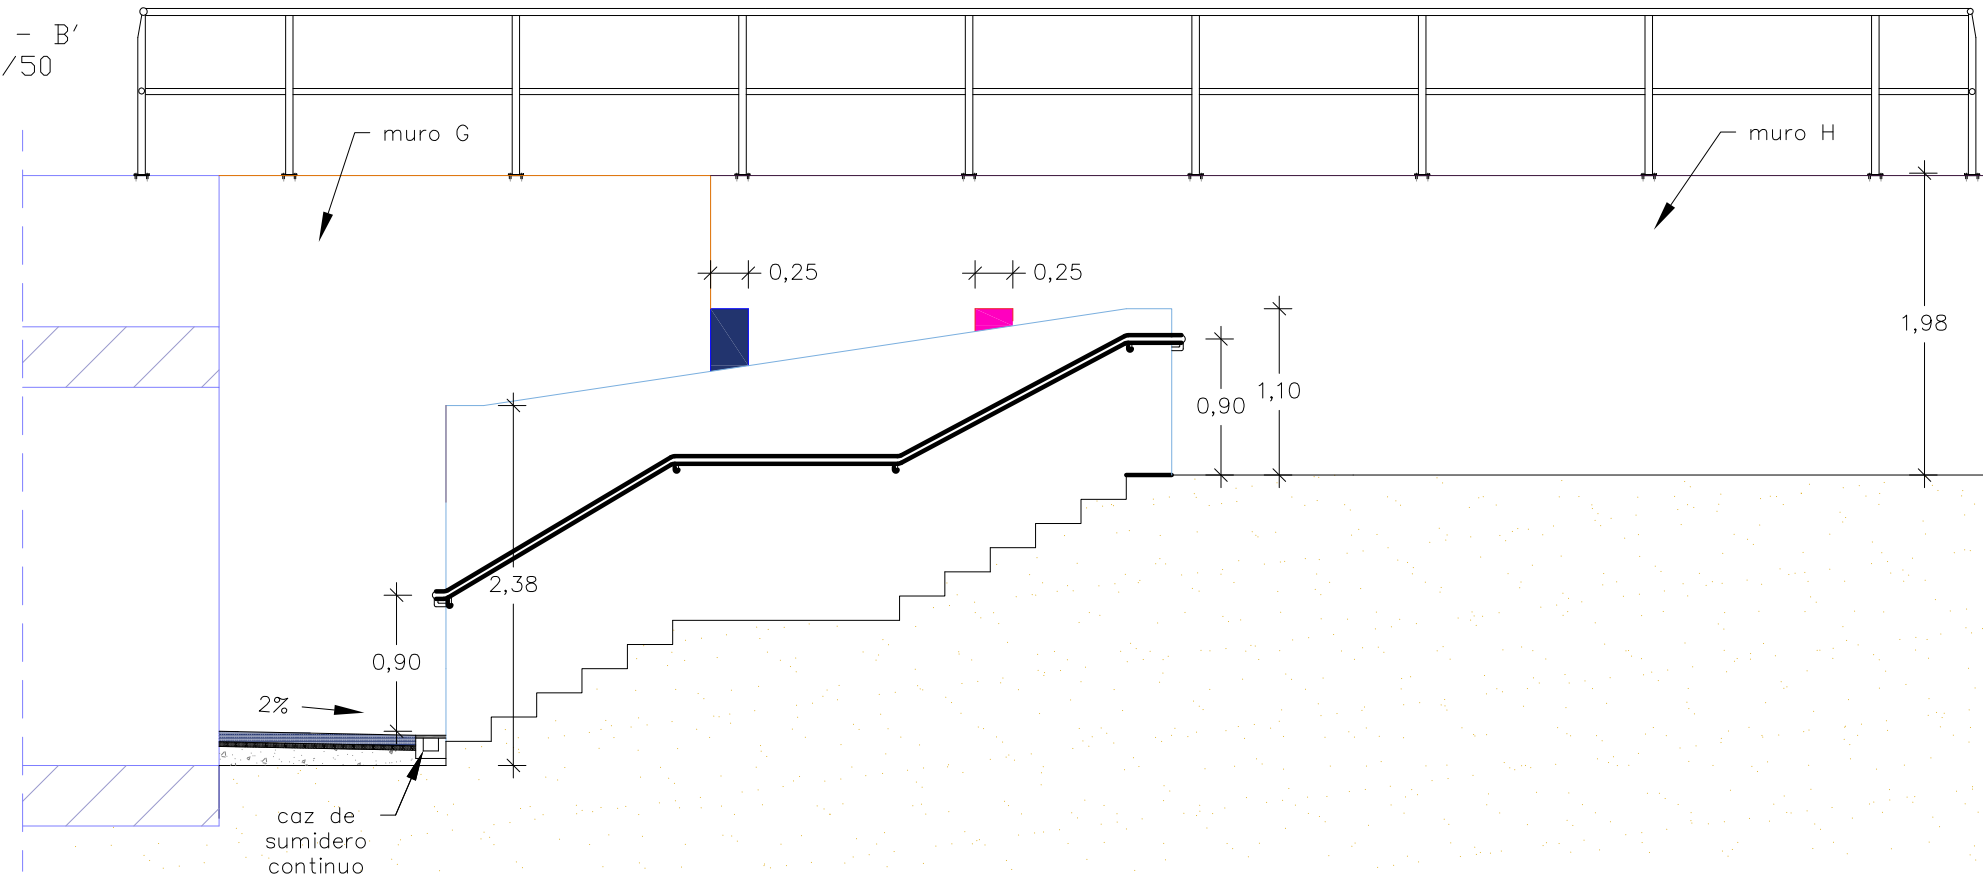 - B'
/50
muro G
muro H
0,25
0,25
1,98
1,10
0,90
2,38
0,90
2%
caz de
sumidero
continuo